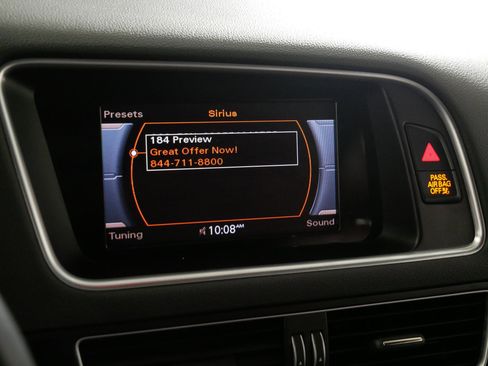 Presets
Sirius
184 Preview
Great Offer Now!
844-711-8800
Tuning
10:08AM
Sound
PASS.
AIR BAG
OFF